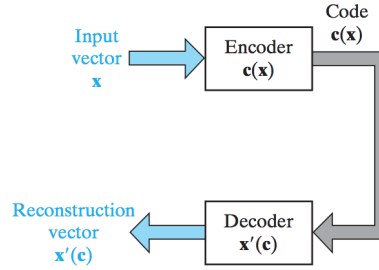 Code
c(x)
Input
vector
x
Encoder
c(x)
Reconstruction
vector
x′(c)
Decoder
x′(c)